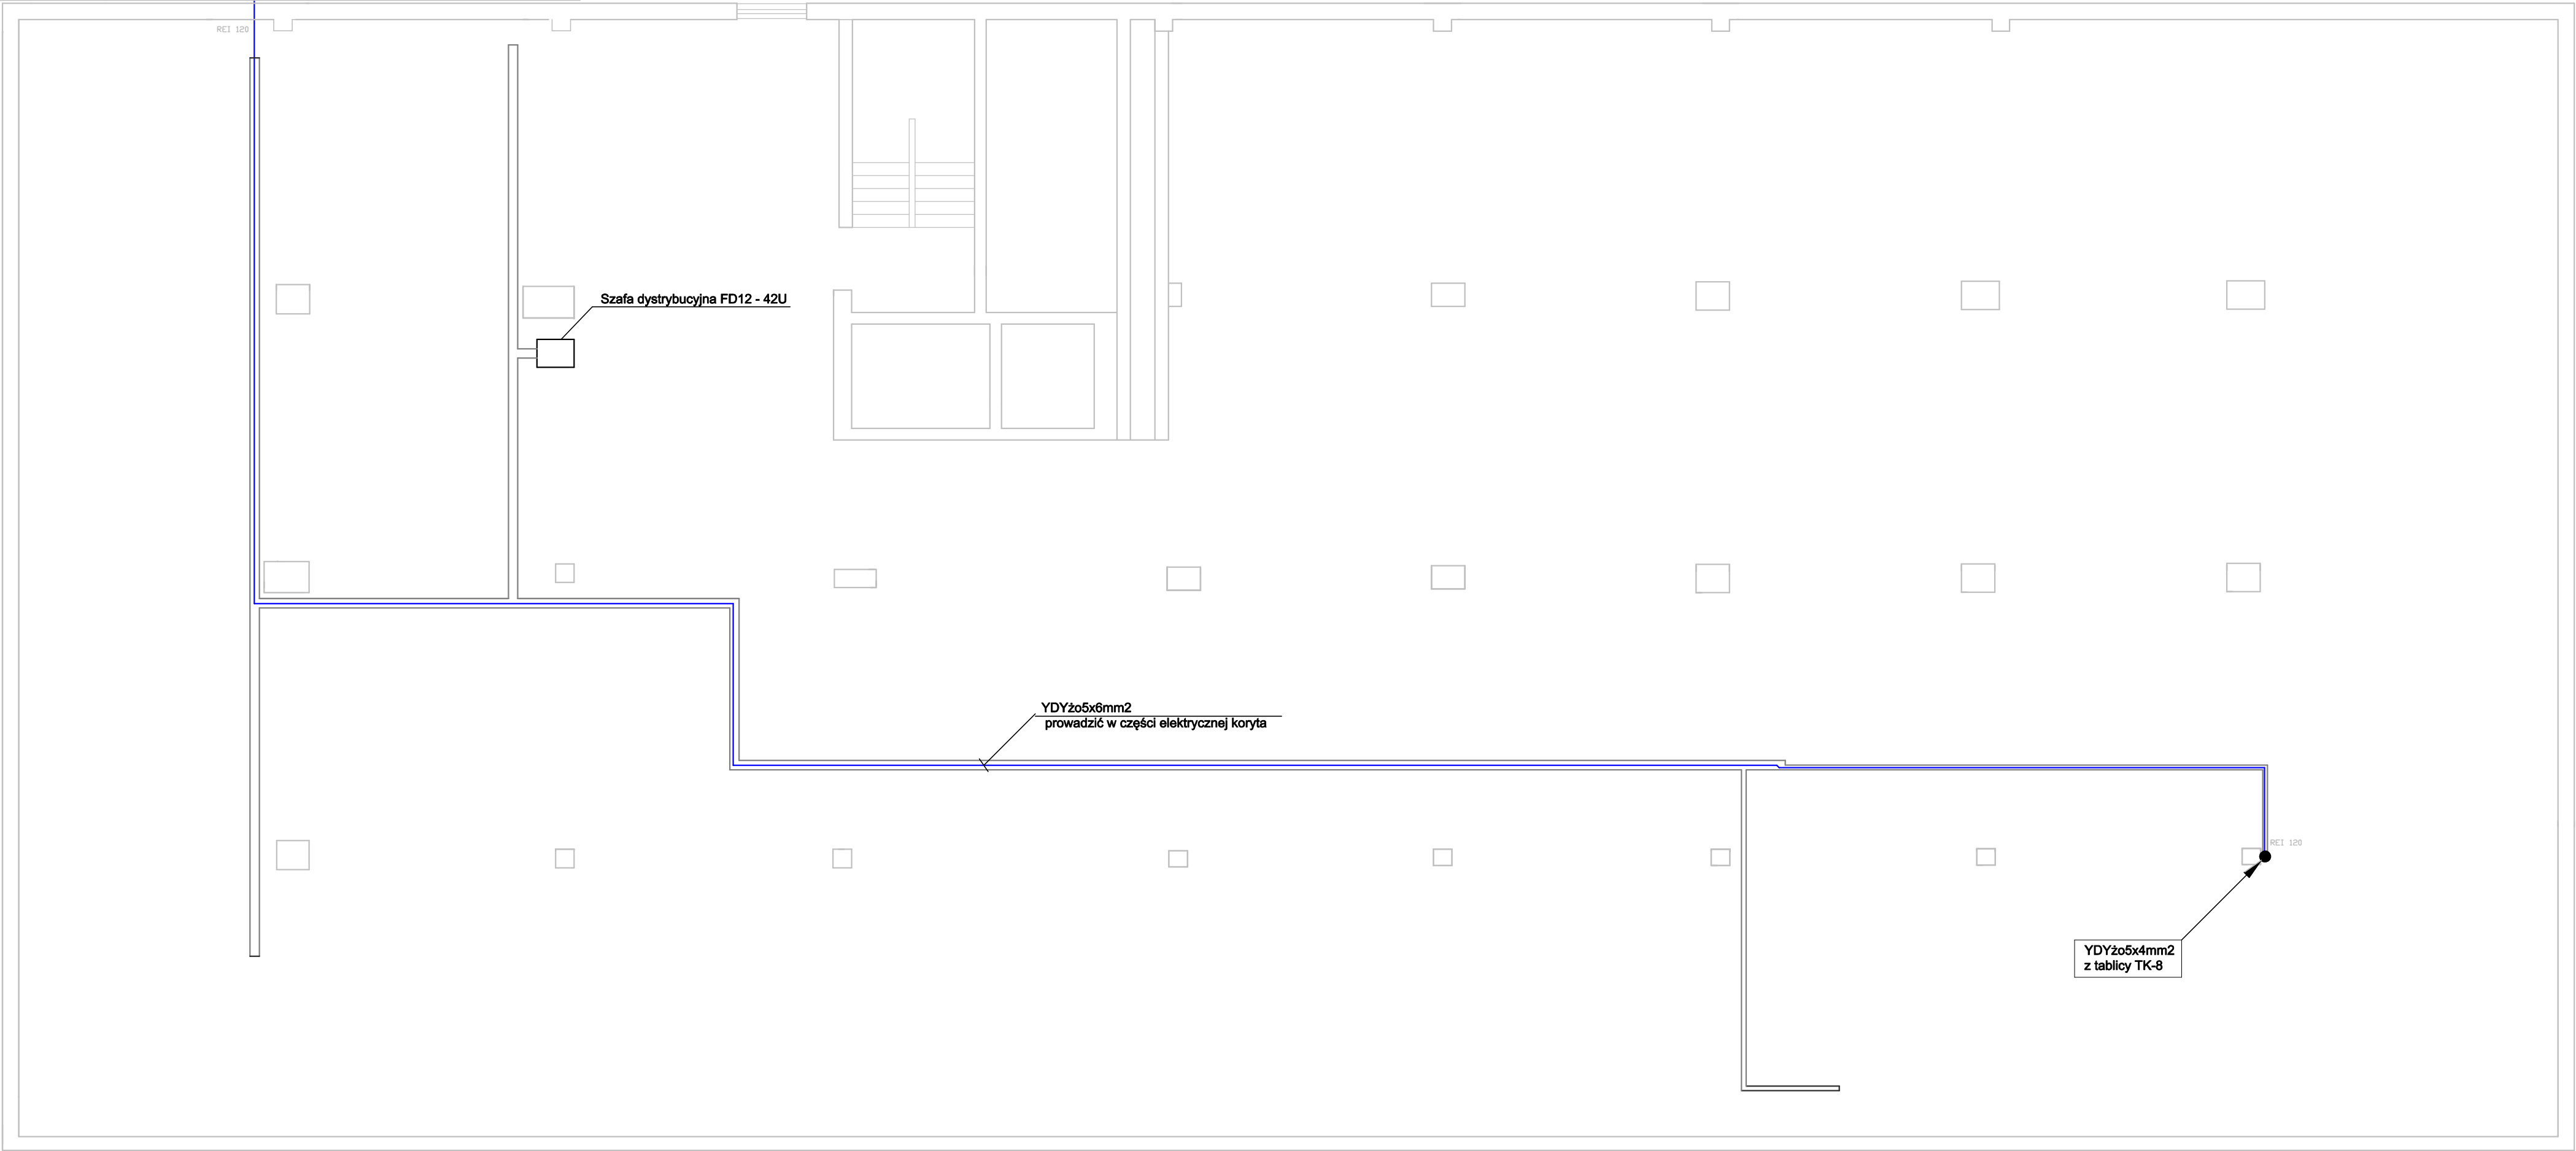 REI 120
Szafa dystrybucyjna FD12 - 42U
YDYżo5x6mm2
prowadzić w części elektrycznej koryta
REI 120
YDYżo5x4mm2
z tablicy TK-8